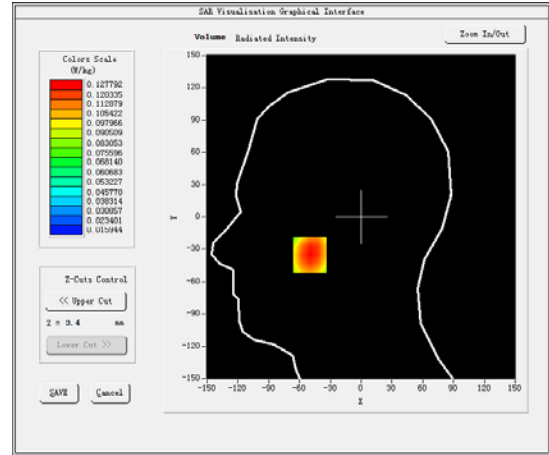 SAR Visualisation Graphical Interface
Volume Radiated Intensity
Zoom In/Out
Colors Scale
(W/kg)
0.127792
0.120335
0.112879
0.105422
0.097966
0.090509
0.083053
0.075596
0.068140
0.060683
0.053227
0.045770
0.038314
0.030857
0.023401
0.015944
Z-Cuts Control
<< Upper Cut
Z = 0.4 mm
Lower Cut >>
SAVE Cancel
150
120
90
60
30
0
-30
-60
-90
-120
-150
Y
-150 -120 -90 -60 -30 0 30 60 90 120 150
X